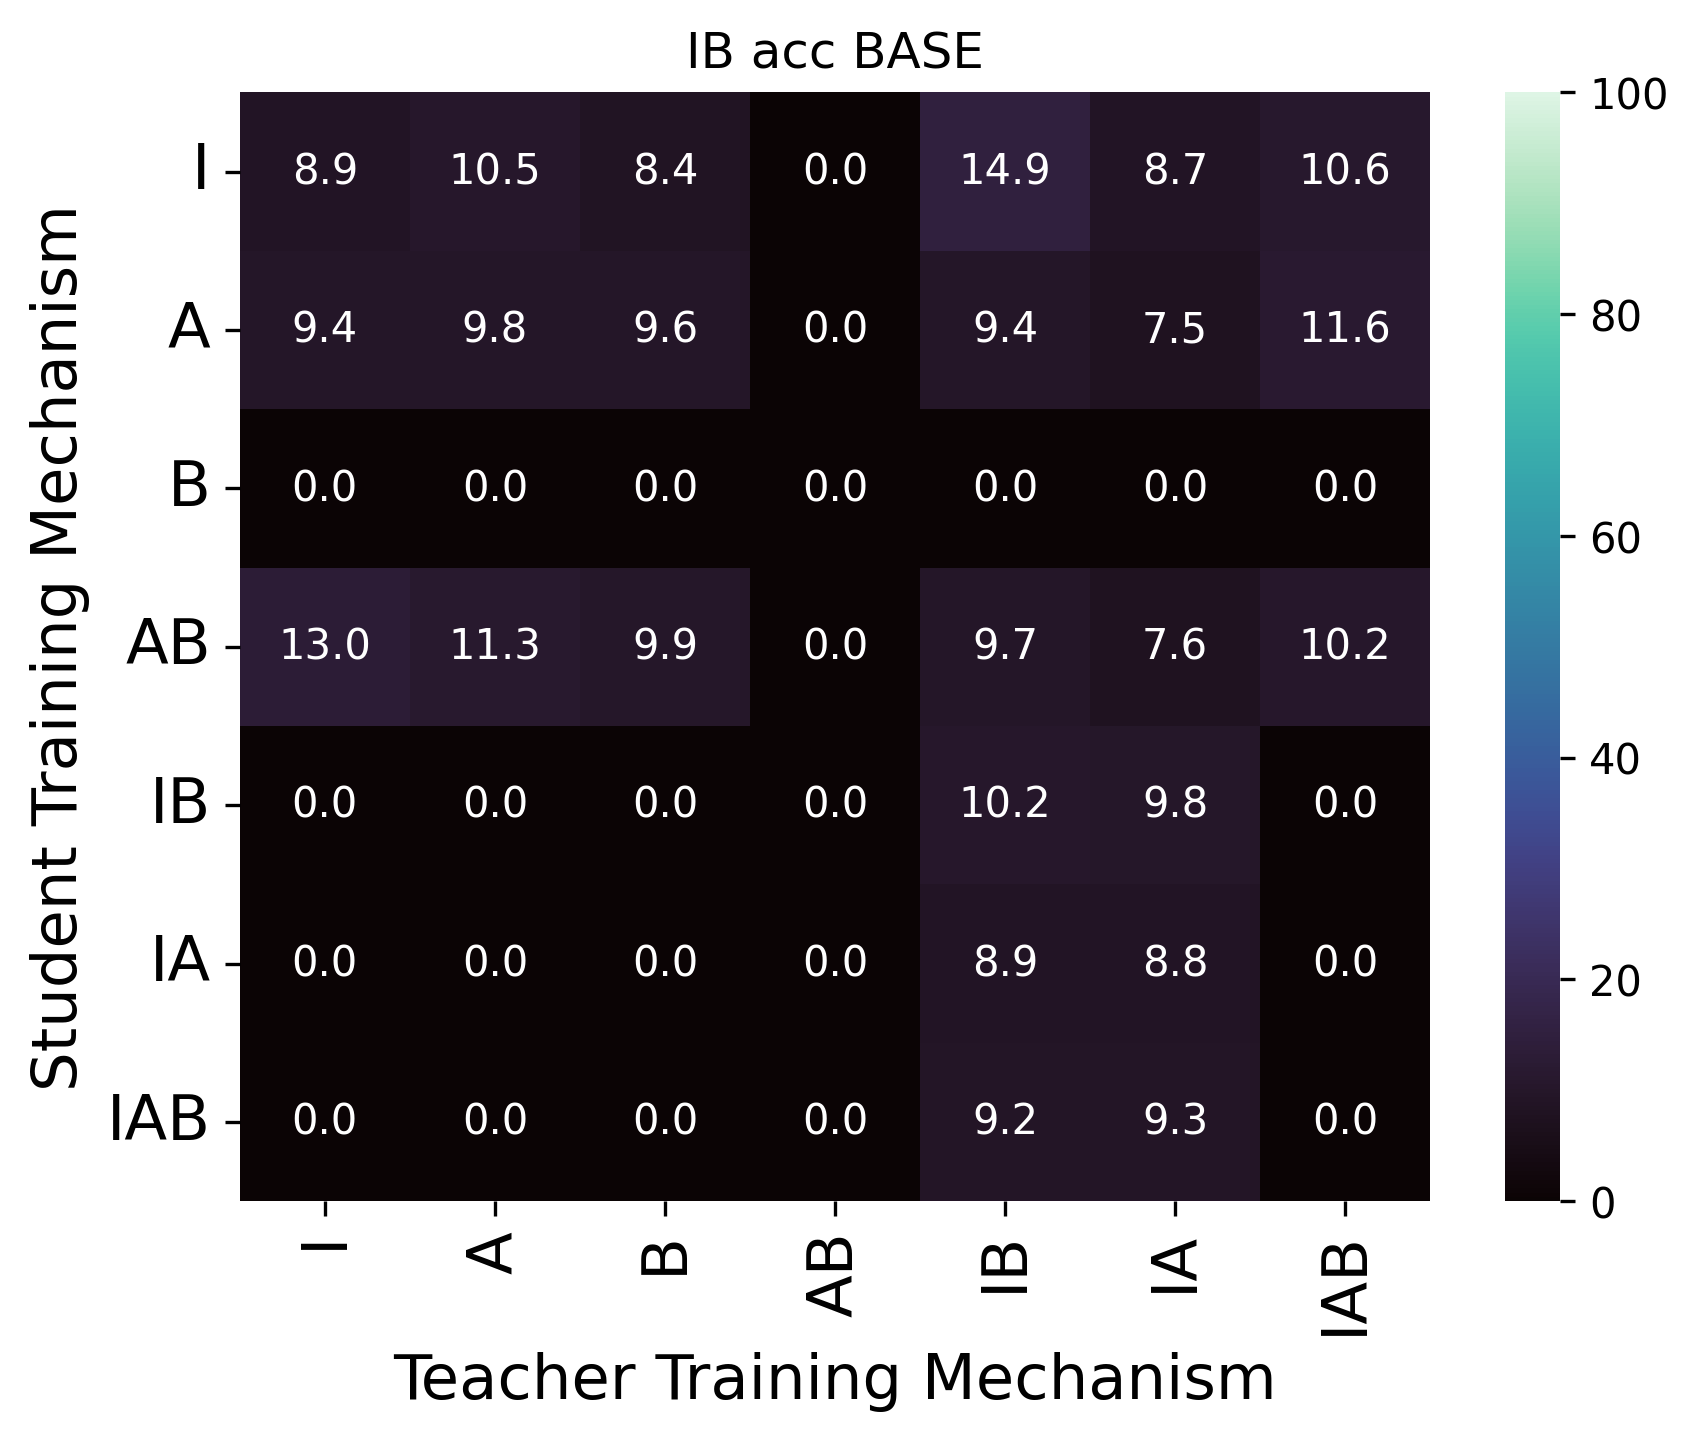 IB acc BASE
Student Training Mechanism
I 8.9 10.5 8.4 0.0 14.9 8.7 10.6
A 9.4 9.8 9.6 0.0 9.4 7.5 11.6
B 0.0 0.0 0.0 0.0 0.0 0.0 0.0
AB 13.0 11.3 9.9 0.0 9.7 7.6 10.2
IB 0.0 0.0 0.0 0.0 10.2 9.8 0.0
IA 0.0 0.0 0.0 0.0 8.9 8.8 0.0
IAB 0.0 0.0 0.0 0.0 9.2 9.3 0.0
I A B AB IB IA IAB
Teacher Training Mechanism
100
80
60
40
20
0